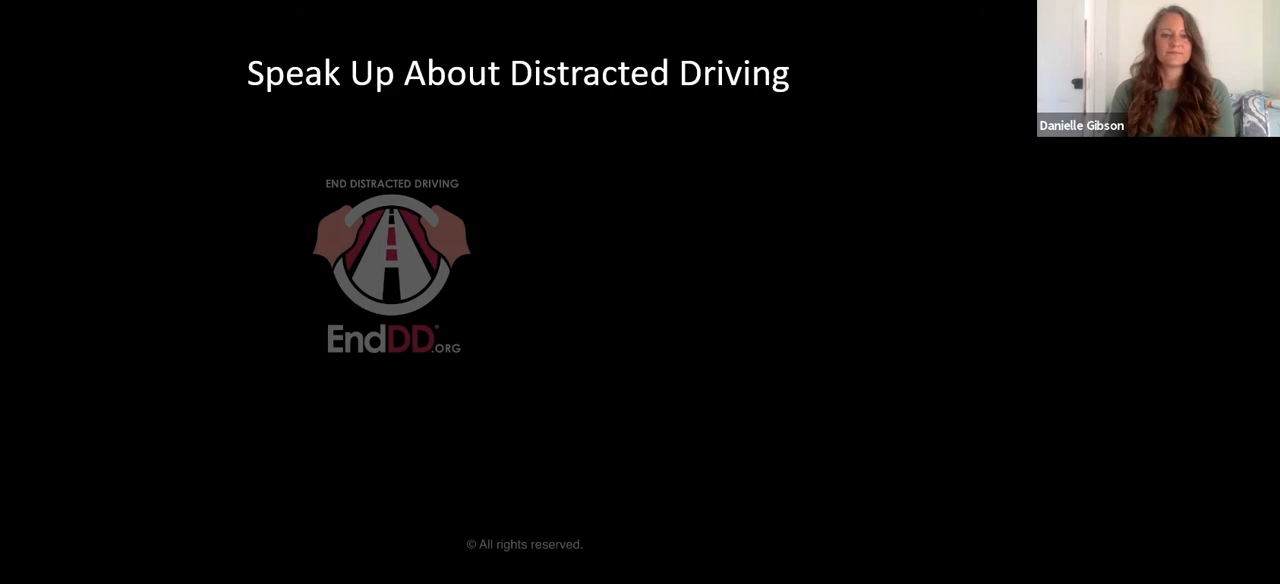 Speak Up About Distracted Driving
Danielle Gibson
END DISTRACTED DRIVING
EndDD.ORG
© All rights reserved.